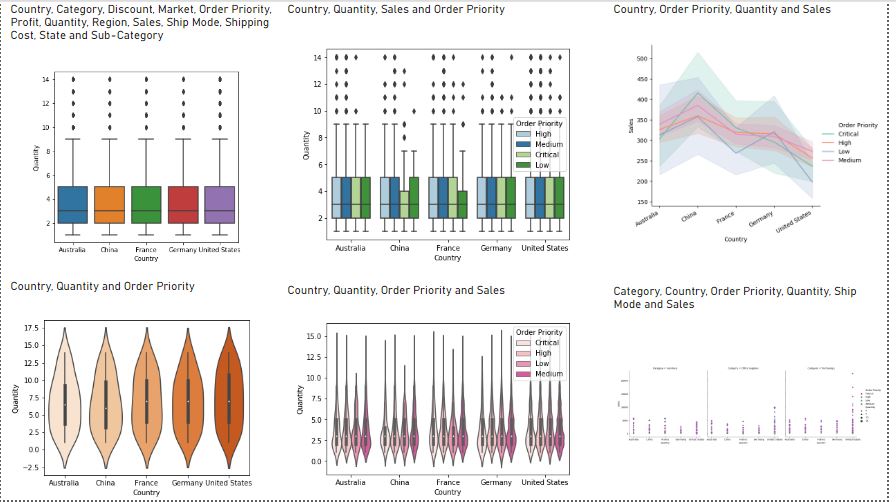 Country, Category, Discount, Market, Order Priority,
Profit, Quantity, Region, Sales, Ship Mode, Shipping
Cost, State and Sub-Category
14
12
10
8
6
4
2
Quantity
Australia China France Germany United States
Country
Country, Quantity, Sales and Order Priority
14
12
10
8
6
4
2
Quantity
Order Priority
High
Medium
Critical
Low
Australia China France Germany United States
Country
Country, Order Priority, Quantity and Sales
500
450
400
350
300
250
200
150
Sales
Order Priority
Critical
High
Low
Medium
Australia China France Germany United States
Country
Country, Quantity and Order Priority
17.5
15.0
12.5
10.0
7.5
5.0
2.5
0.0
−2.5
Quantity
Australia China France Germany United States
Country
Country, Quantity, Order Priority and Sales
15.0
12.5
10.0
7.5
5.0
2.5
0.0
Quantity
Order Priority
Critical
High
Low
Medium
Australia China France Germany United States
Country
Category, Country, Order Priority, Quantity, Ship
Mode and Sales